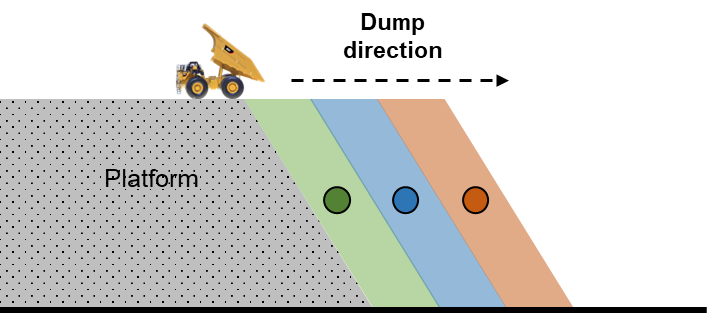 Dump
direction
Platform